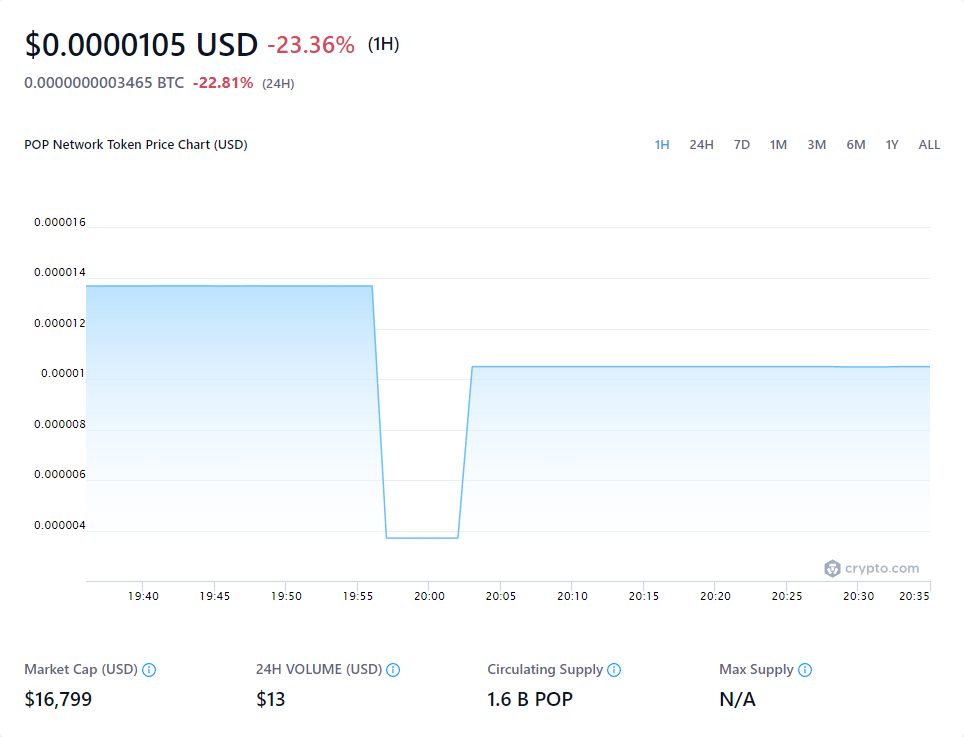 $0.0000105 USD -23.36% (1H)
0.0000000003465 BTC -22.81% (24H)
POP Network Token Price Chart (USD) 1H 24H 7D 1M 3M 6M 1Y ALL
0.000016
0.000014
0.000012
0.00001
0.000008
0.000006
0.000004
crypto.com
19:40 19:45 19:50 19:55 20:00 20:05 20:10 20:15 20:20 20:25 20:30 20:35
Market Cap (USD) 24H VOLUME (USD) Circulating Supply Max Supply
$16,799 $13 1.6 B POP N/A